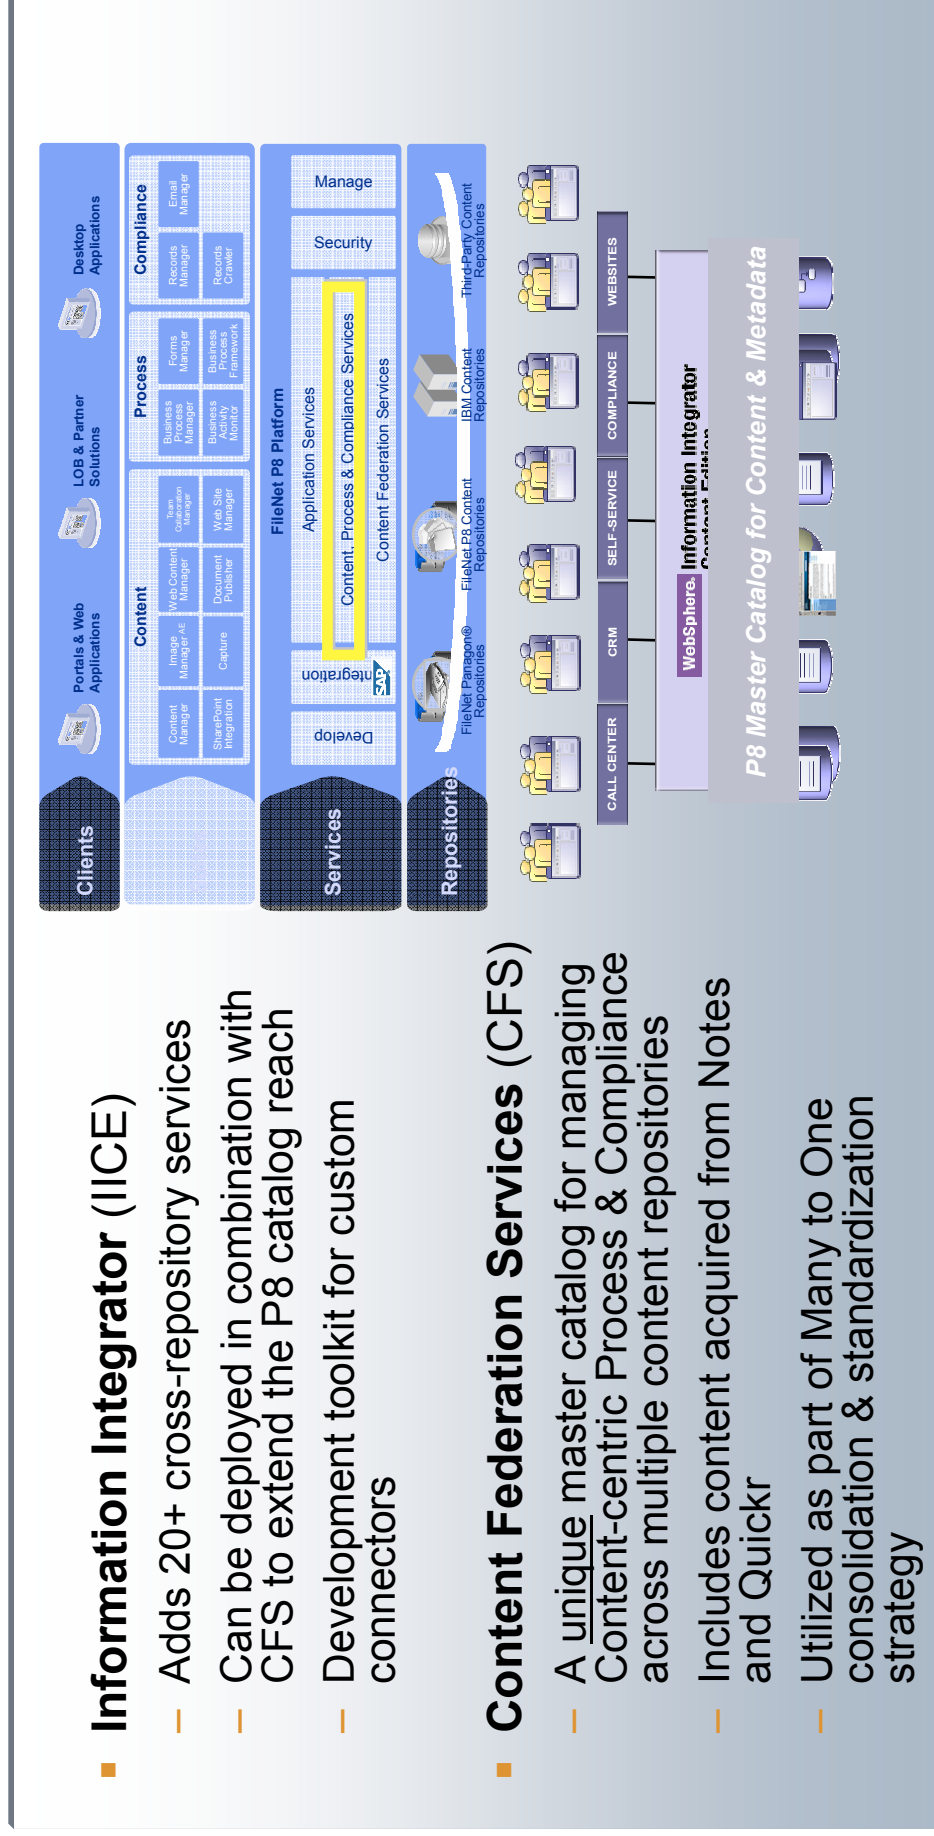 Information Integrator (IICE)
– Adds 20+ cross-repository services
– Can be deployed in combination with
CFS to extend the P8 catalog reach
– Development toolkit for custom
connectors
Content Federation Services (CFS)
– A unique master catalog for managing
Content-centric Process & Compliance
across multiple content repositories
– Includes content acquired from Notes
and Quickr
– Utilized as part of Many to One
consolidation & standardization
strategy
Clients
Portals & Web
Applications
LOB & Partner
Solutions
Desktop
Applications
Content
Process
Compliance
Content
Manager
Image
Manager AE
Web Content
Manager
Team
Collaboration
Manager
Business
Process
Manager
Forms
Manager
Records
Manager
Email
Manager
SharePoint
Integration
Capture
Document
Publisher
Web Site
Manager
Business
Activity
Monitor
Business
Process
Framework
Records
Crawler
Services
FileNet P8 Platform
Develop
Integration
SAP
Application Services
Content, Process & Compliance Services
Content Federation Services
Security
Manage
Repositories
FileNet Panagon®
Repositories
FileNet P8 Content
Repositories
IBM Content
Repositories
Third-Party Content
Repositories
CALL CENTER
CRM
SELF-SERVICE
COMPLIANCE
WEBSITES
WebSphere. Information Integrator
Content Edition
P8 Master Catalog for Content & Metadata